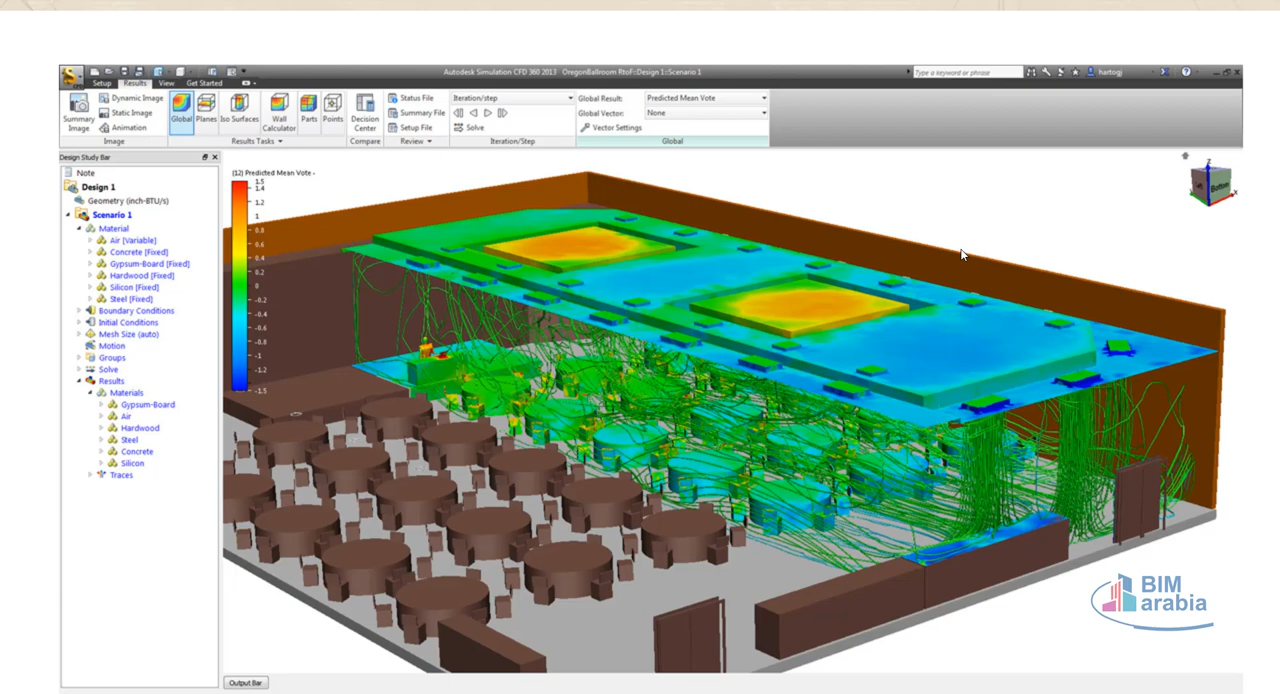 Autodesk Simulation CFD 360 2013 OregonBallroom RtoF::Design 1::Scenario 1
Type a keyword or phrase
hartogj
Setup
Results
View
Get Started
Summary Image
Dynamic Image
Static Image
Animation
Image
Global
Planes
Iso Surfaces
Wall Calculator
Parts
Points
Results Tasks
Decision Center
Compare
Status File
Summary File
Setup File
Review
Iteration/step
Solve
Iteration/Step
Global Result:
Predicted Mean Vote
Global Vector:
None
Vector Settings
Global
Design Study Bar
Note
Design 1
Geometry (inch-BTU/s)
Scenario 1
Material
Air [Variable]
Concrete [Fixed]
Gypsum-Board [Fixed]
Hardwood [Fixed]
Silicon [Fixed]
Steel [Fixed]
Boundary Conditions
Initial Conditions
Mesh Size (auto)
Motion
Groups
Solve
Results
Materials
Gypsum-Board
Air
Hardwood
Steel
Concrete
Silicon
Traces
(12) Predicted Mean Vote -
1.5
1.4
1.2
1
0.8
0.6
0.4
0.2
0
-0.2
-0.4
-0.6
-0.8
-1
-1.2
-1.5
Z
Bottom
X
BIM
arabia
Output Bar